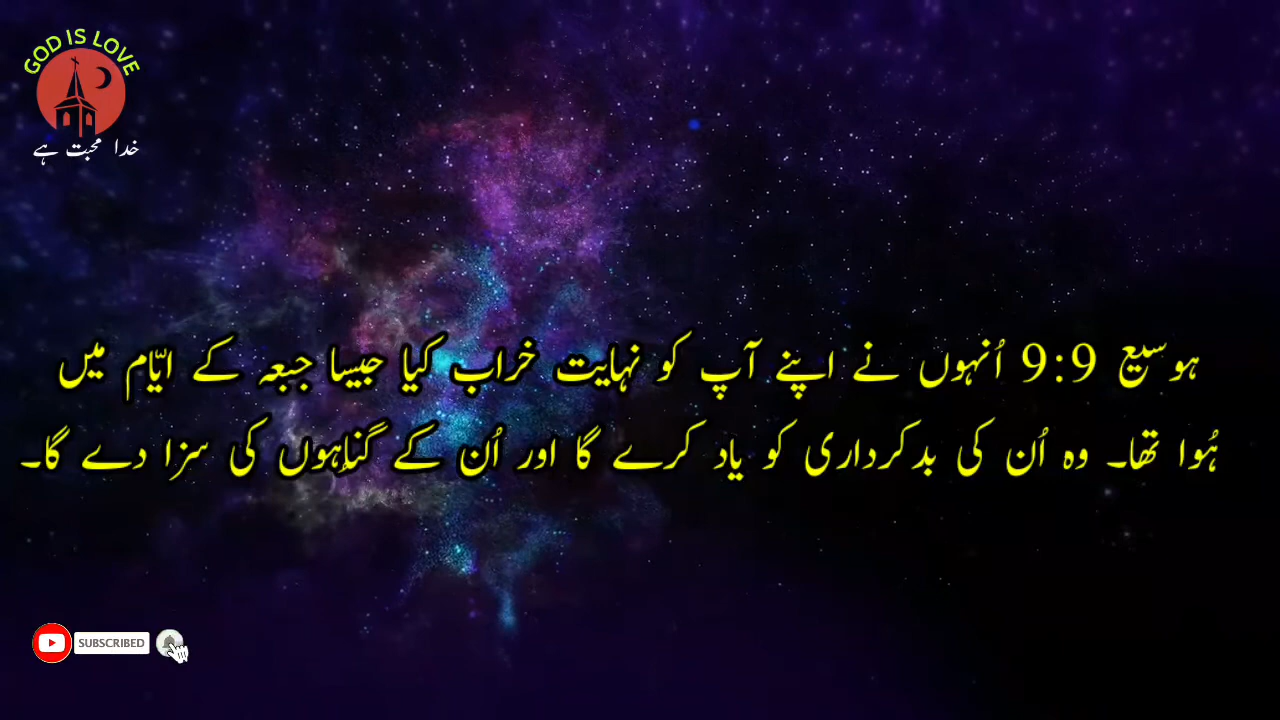 GOD IS LOVE
خدا محبت ہے
ہوسیع 9:9 اُنہوں نے اپنے آپ کو نہایت خراب کیا جیسا جبعہ کے ایّام میں
ہُوا تھا۔ وہ اُن کی بدکرداری کو یاد کرے گا اور اُن کے گناہوں کی سزا دے گا۔
SUBSCRIBED